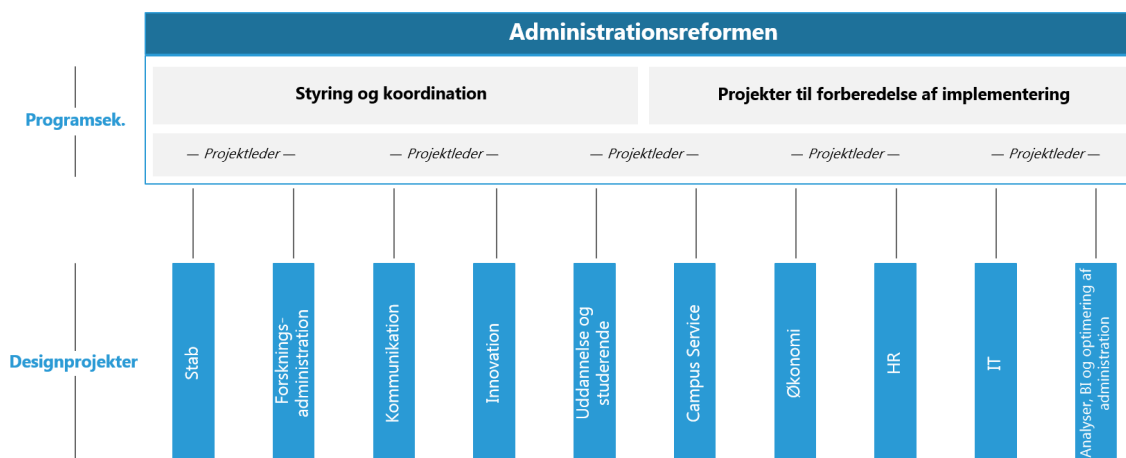 Administrationsreformen
Programsek.
Styring og koordination
Projekter til forberedelse af implementering
— Projektleder —
— Projektleder —
— Projektleder —
— Projektleder —
— Projektleder —
Designprojekter
Stab
Forsknings-
administration
Kommunikation
Innovation
Uddannelse og
studerende
Campus Service
Økonomi
HR
IT
Analyser, BI og optimering af
administration